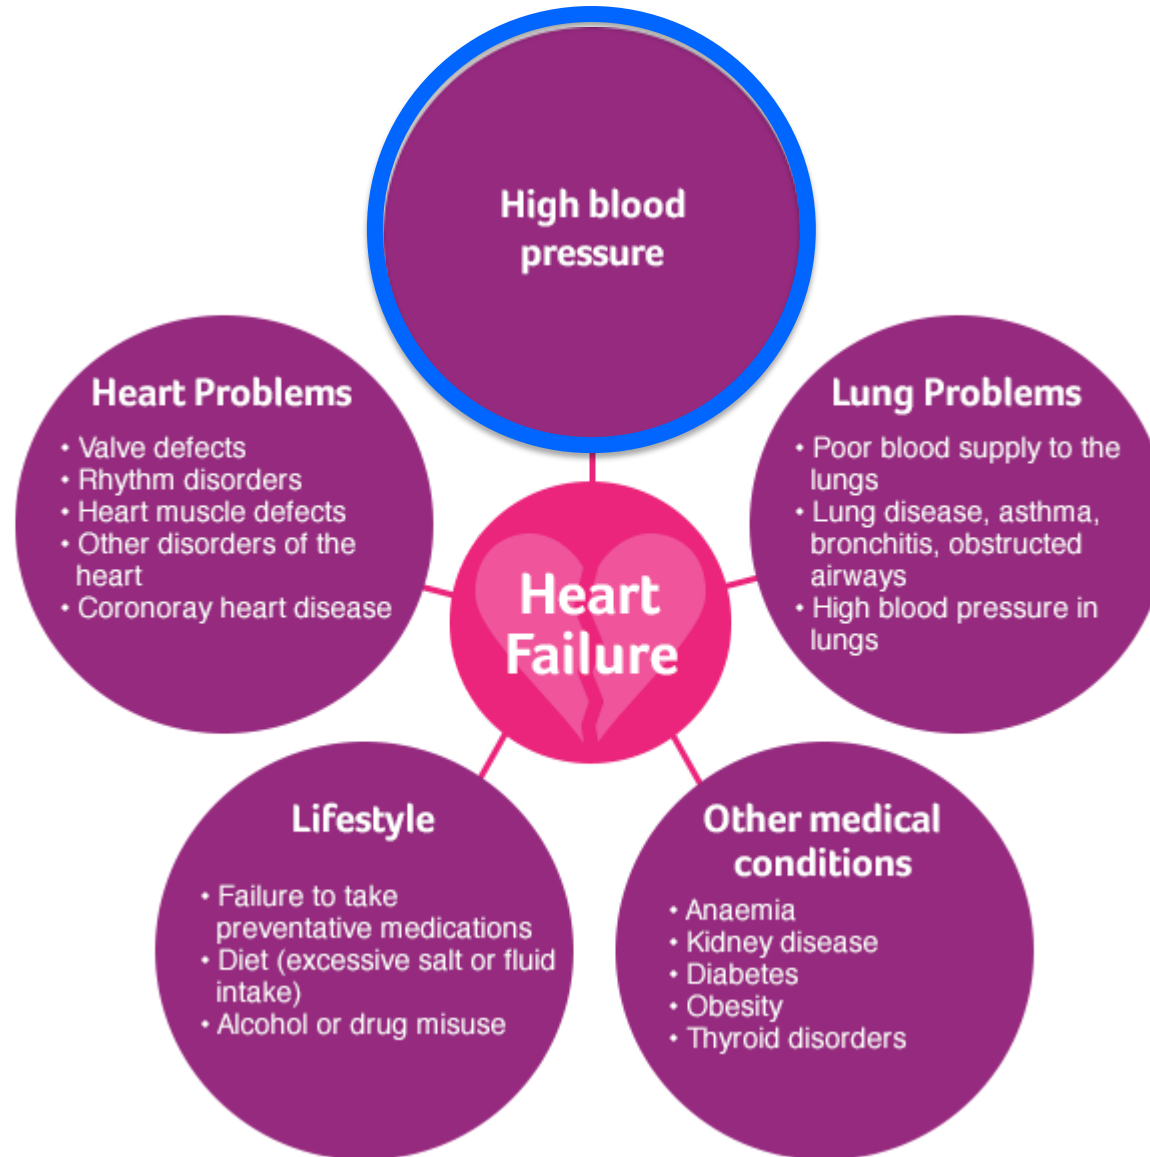 High blood
pressure
Heart Problems
• Valve defects
• Rhythm disorders
• Heart muscle defects
• Other disorders of the
heart
• Coronoray heart disease
Lung Problems
• Poor blood supply to the
lungs
• Lung disease, asthma,
bronchitis, obstructed
airways
• High blood pressure in
lungs
Heart
Failure
Lifestyle
• Failure to take
preventative medications
• Diet (excessive salt or fluid
intake)
• Alcohol or drug misuse
Other medical
conditions
• Anaemia
• Kidney disease
• Diabetes
• Obesity
• Thyroid disorders